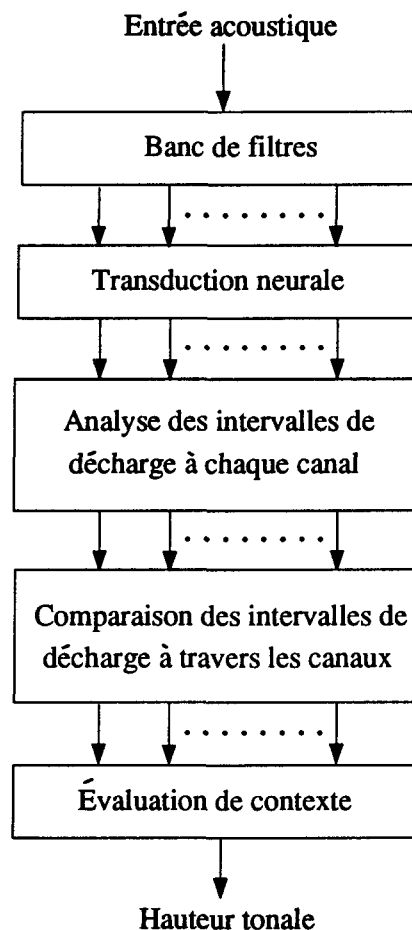 Entrée acoustique
Banc de filtres
Transduction neurale
Analyse des intervalles de
décharge à chaque canal
Comparaison des intervalles de
décharge à travers les canaux
Évaluation de contexte
Hauteur tonale